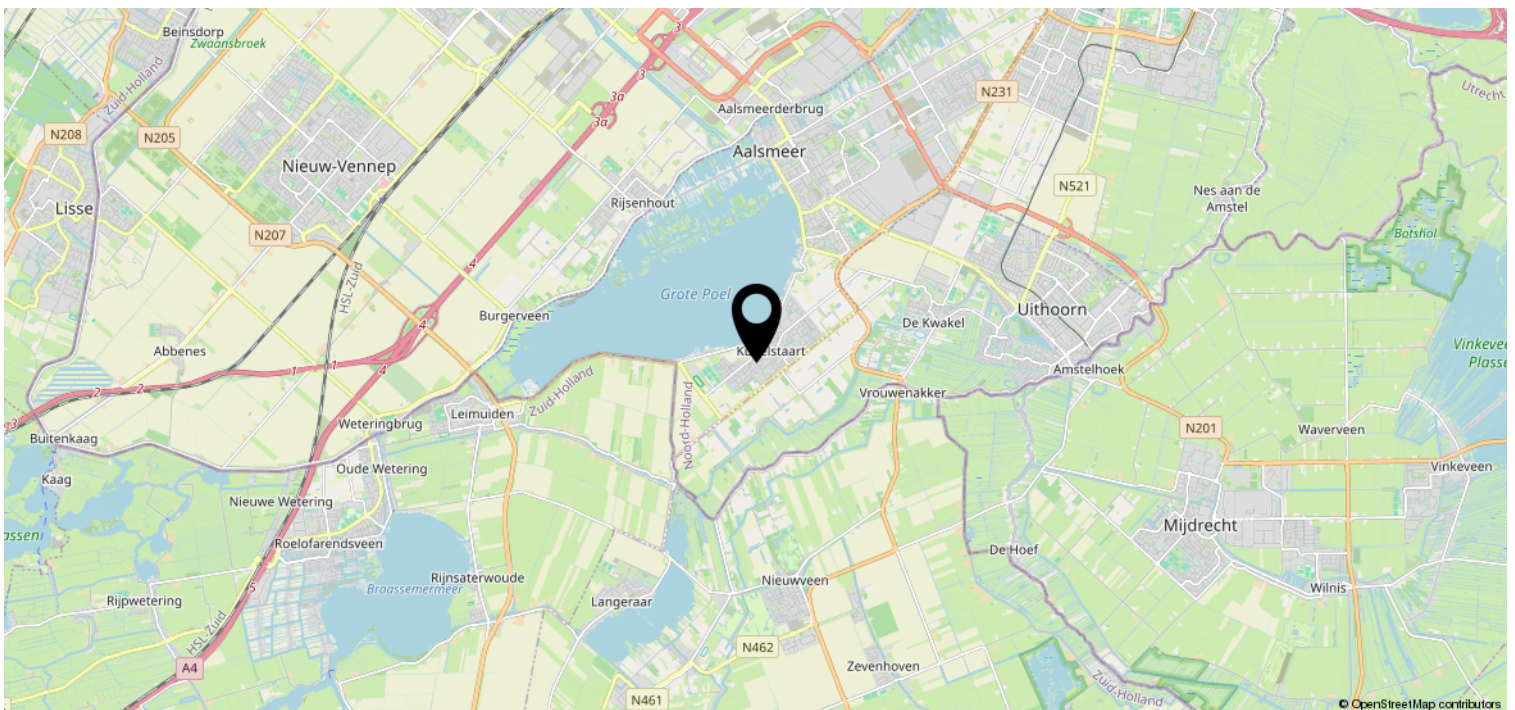 Beinsdorp
Zwaansbroek
Zuid-Holland
3
3
3a
3a
Aalsmeerderbrug
N231
Utrecht
N208
N205
Nieuw-Vennep
Aalsmeer
N521
Nes aan de
Amstel
Lisse
Rijsenhout
N207
Botshol
4
HSL-Zuid
Grote Poel
Burgerveen
4
De Kwakel
Uithoorn
Abbenes
1
1
4
Amstelhoek
2
2
3
Zuid-Holland
Noord-Holland
Vrouwenakker
Leimuiden
Weteringbrug
N201
Waverveen
Buitenkaag
Oude Wetering
Vinkeveen
Kaag
Nieuwe Wetering
Mijdrecht
Roelofarendsveen
De Hoef
Rijnsaterwoude
Nieuwveen
Braassemermeer
5
Wilnis
Rijpwetering
Langeraar
HSL-Zuid
N462
A4
Zevenhoven
Zuid-Holland
N461
© OpenStreetMap contributors